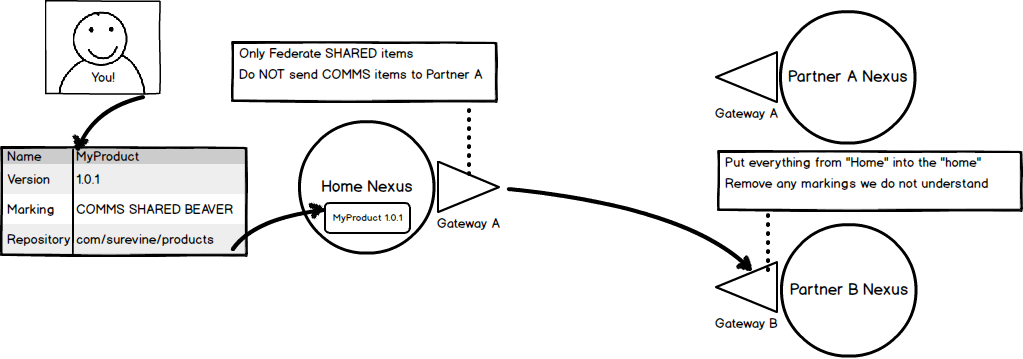 You!
Only Federate SHARED items
Do NOT send COMMS items to Partner A
Name MyProduct
Version 1.0.1
Marking COMMS SHARED BEAVER
Repository com/surevine/products
Home Nexus
MyProduct 1.0.1
Gateway A
Partner A Nexus
Gateway A
Put everything from "Home" into the "home"
Remove any markings we do not understand
Partner B Nexus
Gateway B